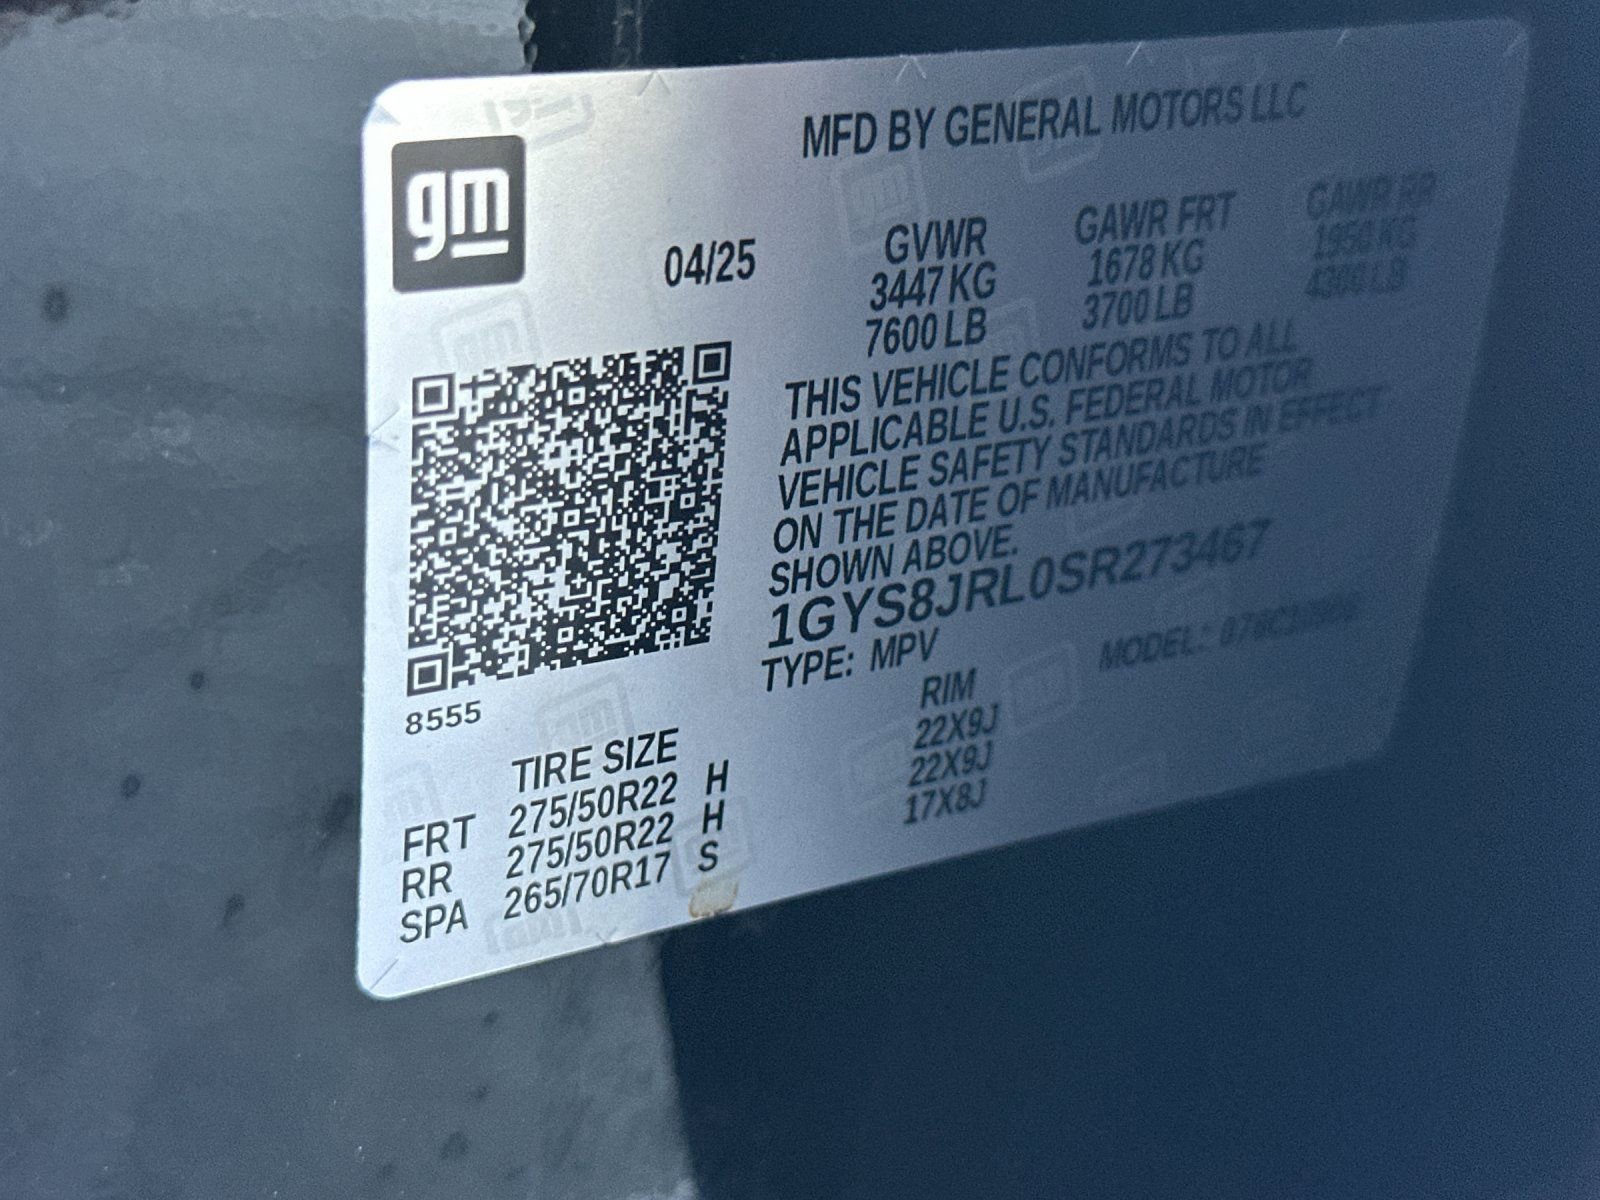 MFD BY GENERAL MOTORS LLC
gm
04/25
GVWR GAWR FRT GAWR RR
3447 KG 1678 KG 1950 KG
7600 LB 3700 LB 4300 LB
THIS VEHICLE CONFORMS TO ALL
APPLICABLE U.S. FEDERAL MOTOR
VEHICLE SAFETY STANDARDS IN EFFECT
ON THE DATE OF MANUFACTURE
SHOWN ABOVE.
1GYS8JRL0SR273467
TYPE: MPV MODEL:
8555
TIRE SIZE RIM
FRT 275/50R22 H 22X9J
RR 275/50R22 H 22X9J
SPA 265/70R17 S 17X8J